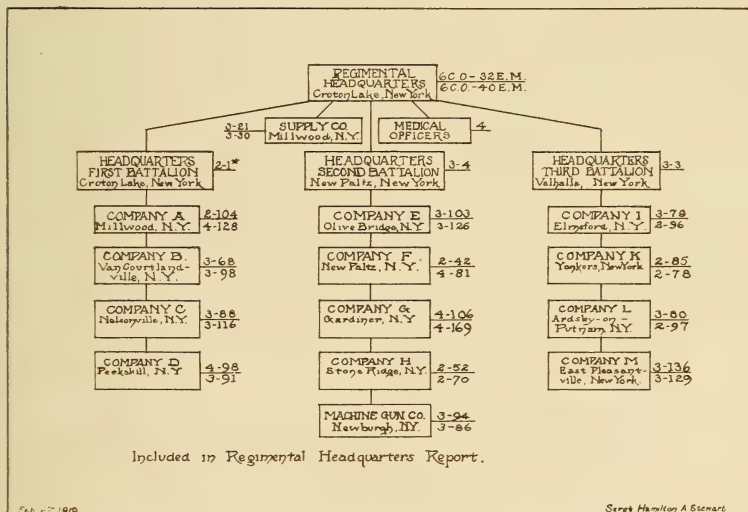 REGIMENTAL
HEADQUARTERS
Croton Lake, New York
6 C.O - 32 E.M.
6 C.O. - 40 E.M.
3-21
3-30
SUPPLY CO.
Millwood, N.Y.
MEDICAL
OFFICERS
4
HEADQUARTERS
FIRST BATTALION
Croton Lake, New York
2-1*
HEADQUARTERS
SECOND BATTALION
New Paltz, New York
3-4
HEADQUARTERS
THIRD BATTALION
Valhalla, New York
3-3
COMPANY A
Millwood, N.Y.
2-104
4-128
COMPANY E
Olive Bridge, N.Y.
3-103
3-126
COMPANY I
Elmsford, N.Y.
3-79
2-96
COMPANY B.
Van Courtland-
ville, N.Y.
3-68
3-98
COMPANY F.
New Paltz, N.Y.
2-42
4-81
COMPANY K
Yonkers, New York
2-85
2-78
COMPANY C
Nelsonville, N.Y.
3-88
3-116
COMPANY G
Gardiner, N.Y
4-106
4-169
COMPANY L
Ardsley-on-
Putnam, N.Y.
3-80
2-97
COMPANY D
Peekskill, N.Y
4-98
3-91
COMPANY H
Stone Ridge, N.Y.
2-52
2-70
COMPANY M
East Pleasant-
ville, New York.
3-136
3-129
MACHINE GUN CO.
Newburgh, N.Y.
3-94
3-86
Included in Regimental Headquarters Report.
1919
Sergt Hamilton A Stewart